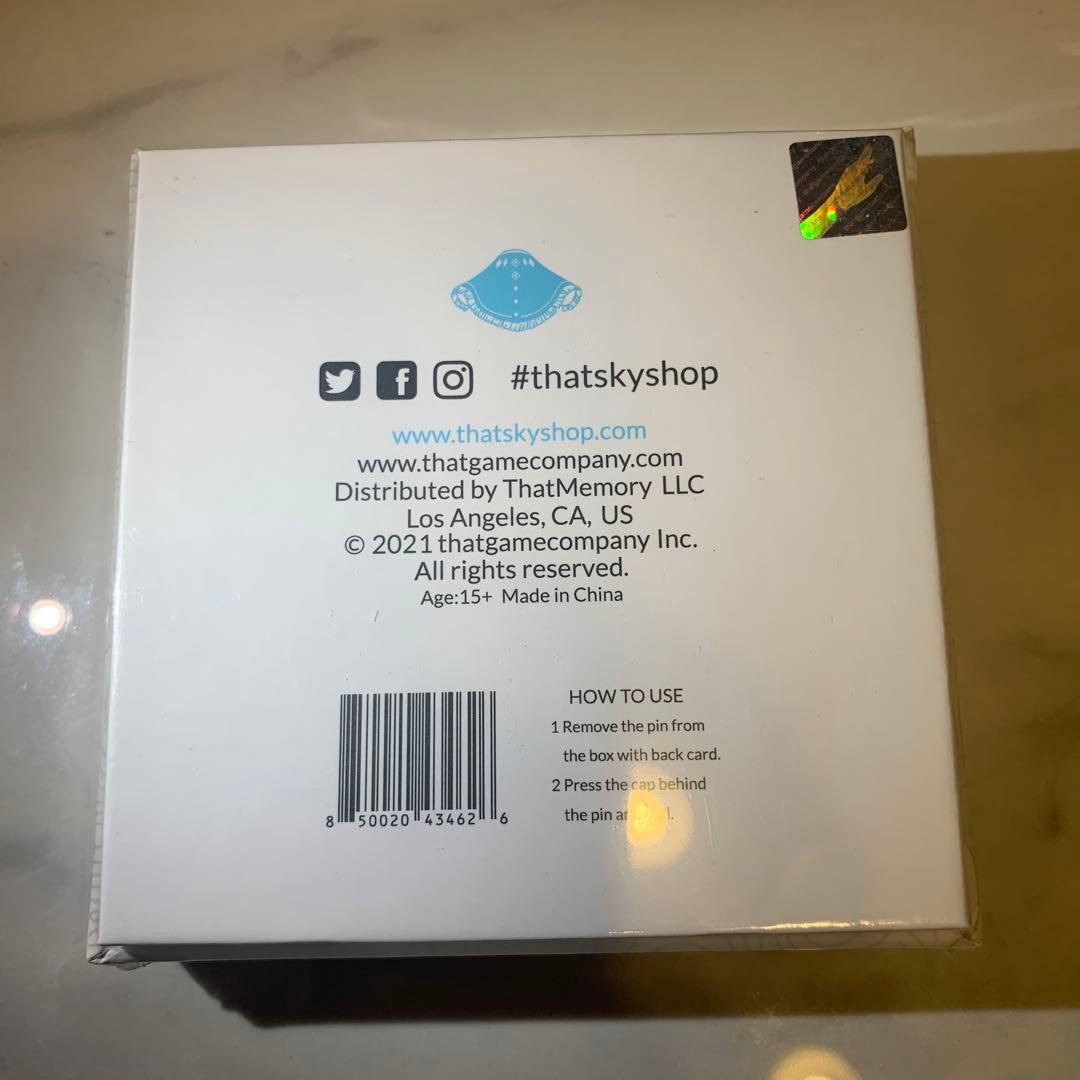 #thatskyshop
www.thatskyshop.com
www.thatgamecompany.com
Distributed by ThatMemory LLC
Los Angeles, CA, US
© 2021 thatgamecompany Inc.
All rights reserved.
Age:15+ Made in China
HOW TO USE
1 Remove the pin from
the box with back card.
2 Press the cap behind
the pin
8 50020 43462 6